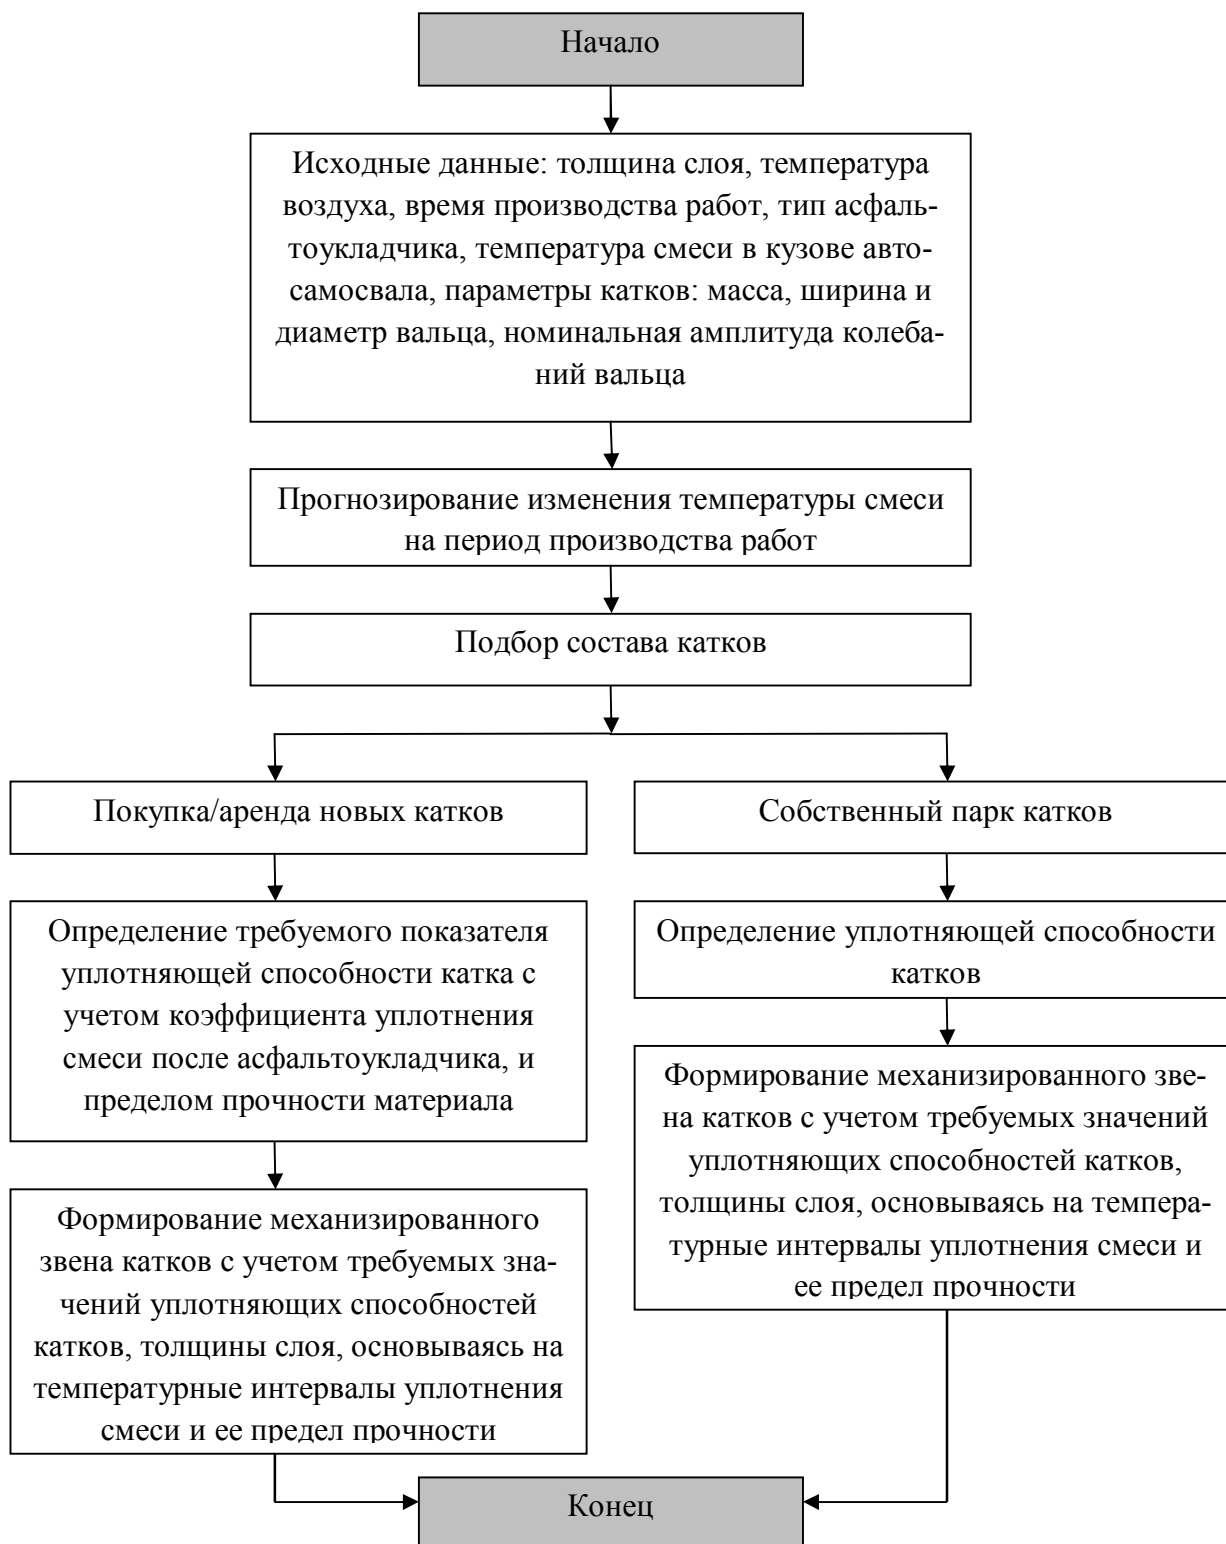 Начало
Исходные данные: толщина слоя, температура
воздуха, время производства работ, тип асфаль-
тоукладчика, температура смеси в кузове авто-
самосвала, параметры катков: масса, ширина и
диаметр вальца, номинальная амплитуда колеба-
ний вальца
Прогнозирование изменения температуры смеси
на период производства работ
Подбор состава катков
Покупка/аренда новых катков
Собственный парк катков
Определение требуемого показателя
уплотняющей способности катка с
учетом коэффициента уплотнения
смеси после асфальтоукладчика, и
пределом прочности материала
Определение уплотняющей способности
катков
Формирование механизированного
звена катков с учетом требуемых зна-
чений уплотняющих способностей
катков, толщины слоя, основываясь на
температурные интервалы уплотнения
смеси и ее предел прочности
Формирование механизированного зве-
на катков с учетом требуемых значений
уплотняющих способностей катков,
толщины слоя, основываясь на темпера-
турные интервалы уплотнения смеси и
ее предел прочности
Конец